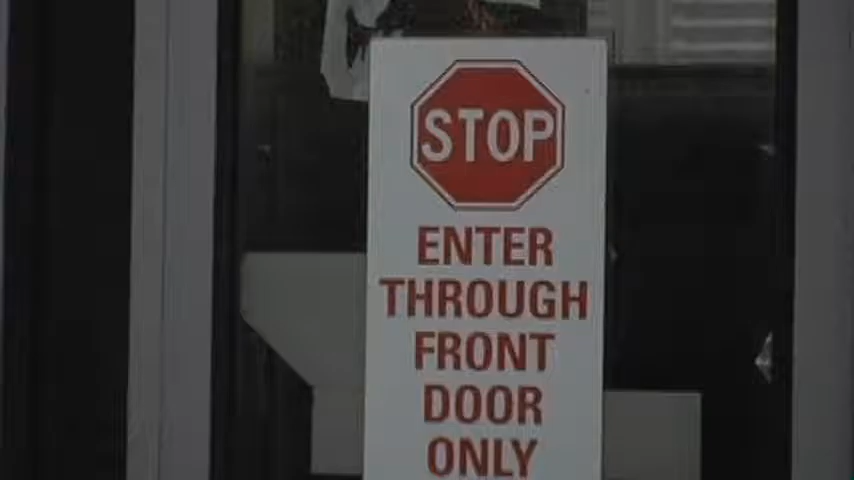 STOP
ENTER
THROUGH
FRONT
DOOR
ONLY